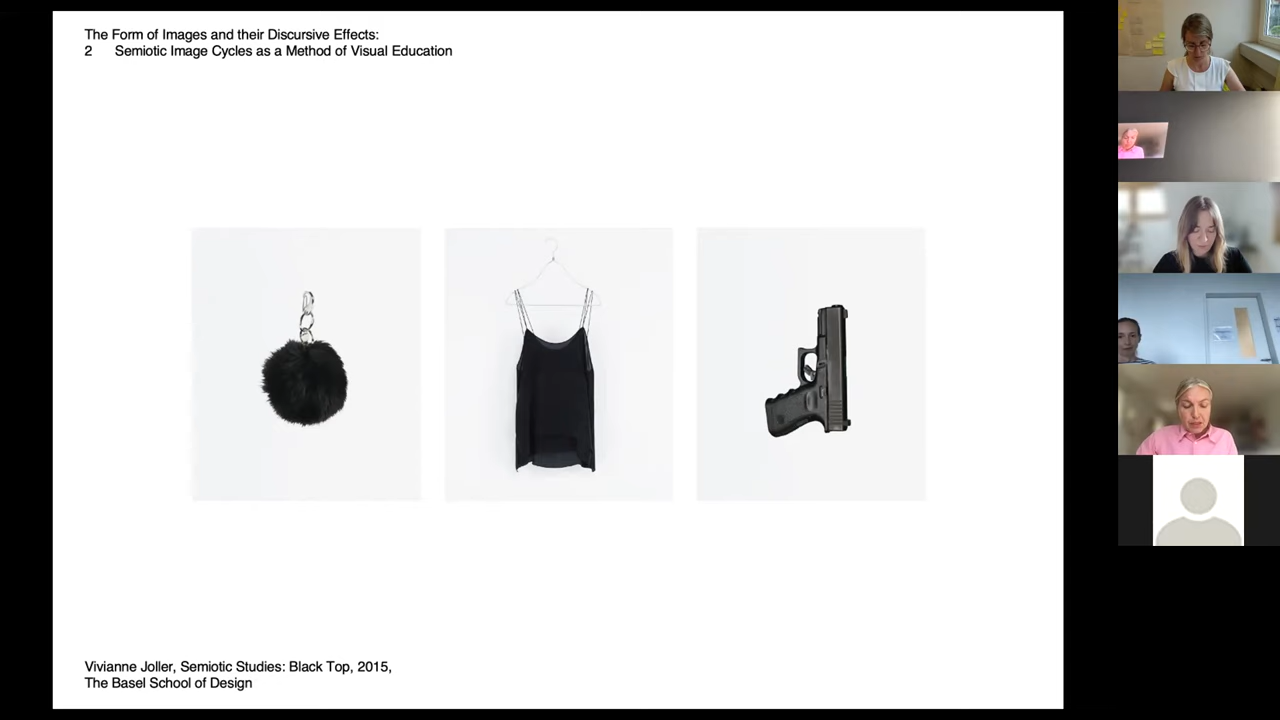 The Form of Images and their Discursive Effects:
2 Semiotic Image Cycles as a Method of Visual Education
Vivianne Joller, Semiotic Studies: Black Top, 2015,
The Basel School of Design